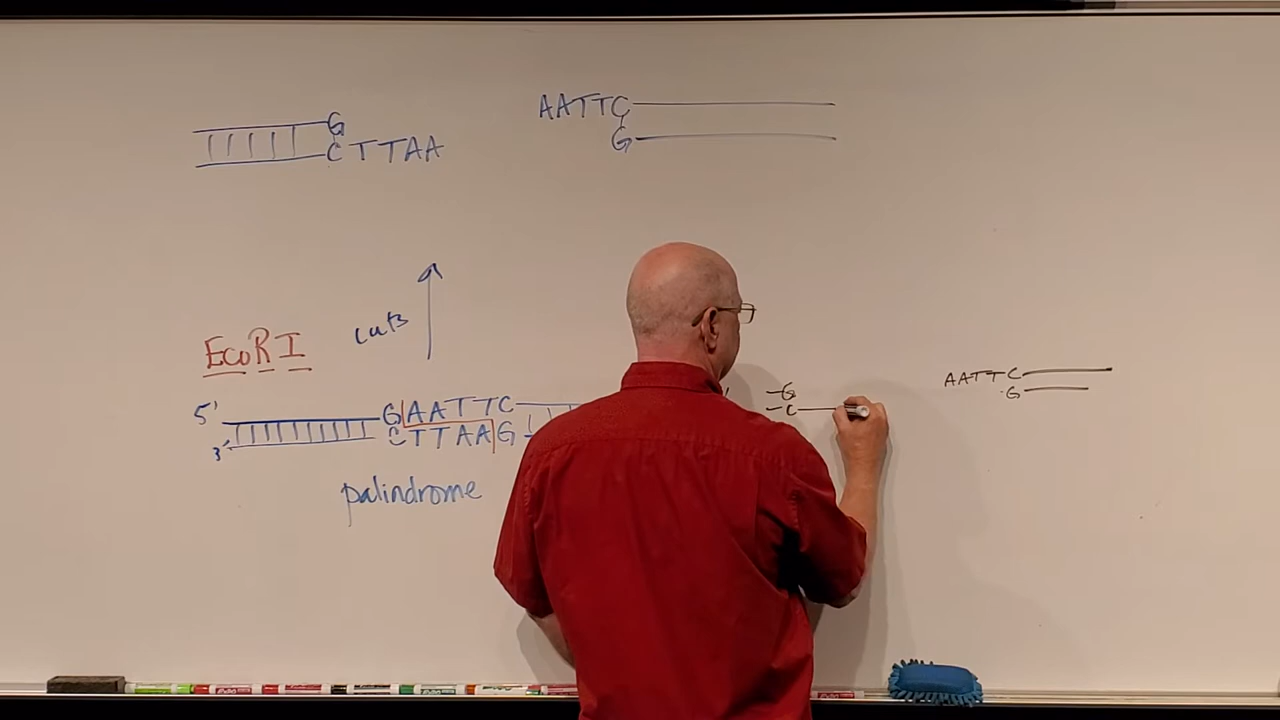 G
CTTAA
AATTC
G
cuts
EcoRI
5' GAATTC
3' CTTAAG
palindrome
G
C
AATTC
G